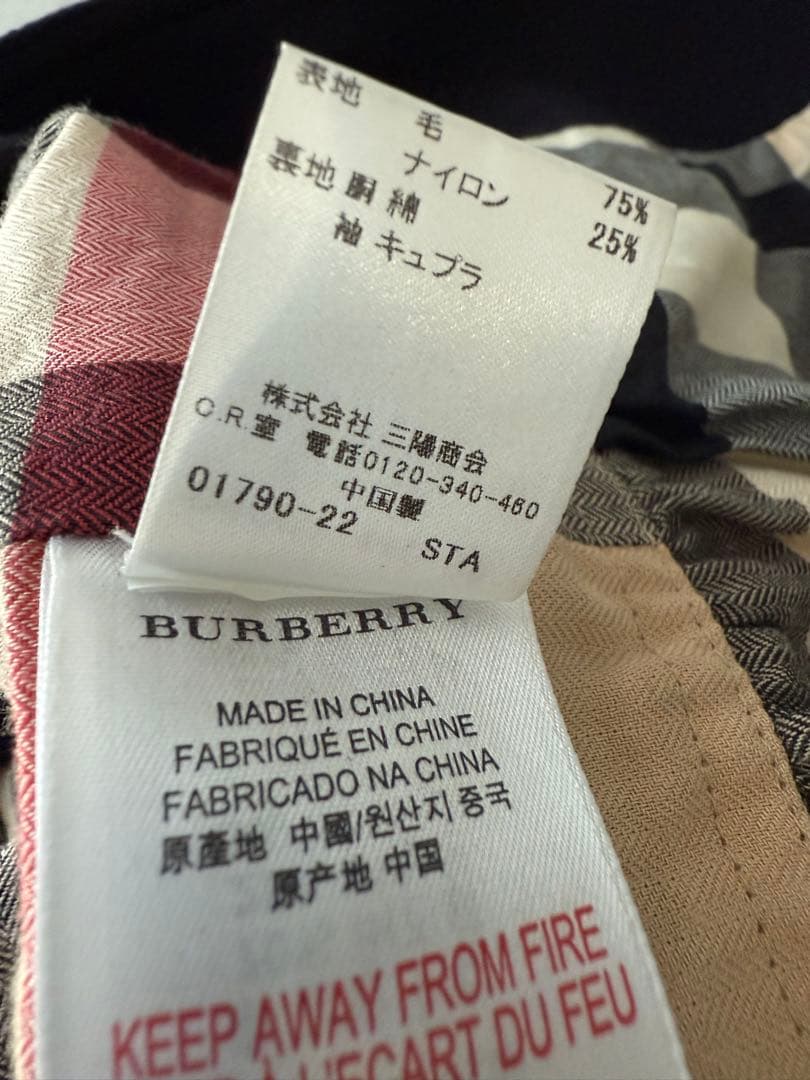 表地 毛 75%
ナイロン 25%
裏地 胴 綿
袖 キュプラ
株式会社 三陽商会
C.R.室 電話0120-340-460
中国製
01790-22 STA
BURBERRY
MADE IN CHINA
FABRIQUÉ EN CHINE
FABRICADO NA CHINA
原產地 中國/원산지 중국
原产地 中国
KEEP AWAY FROM FIRE
À L'ÉCART DU FEU